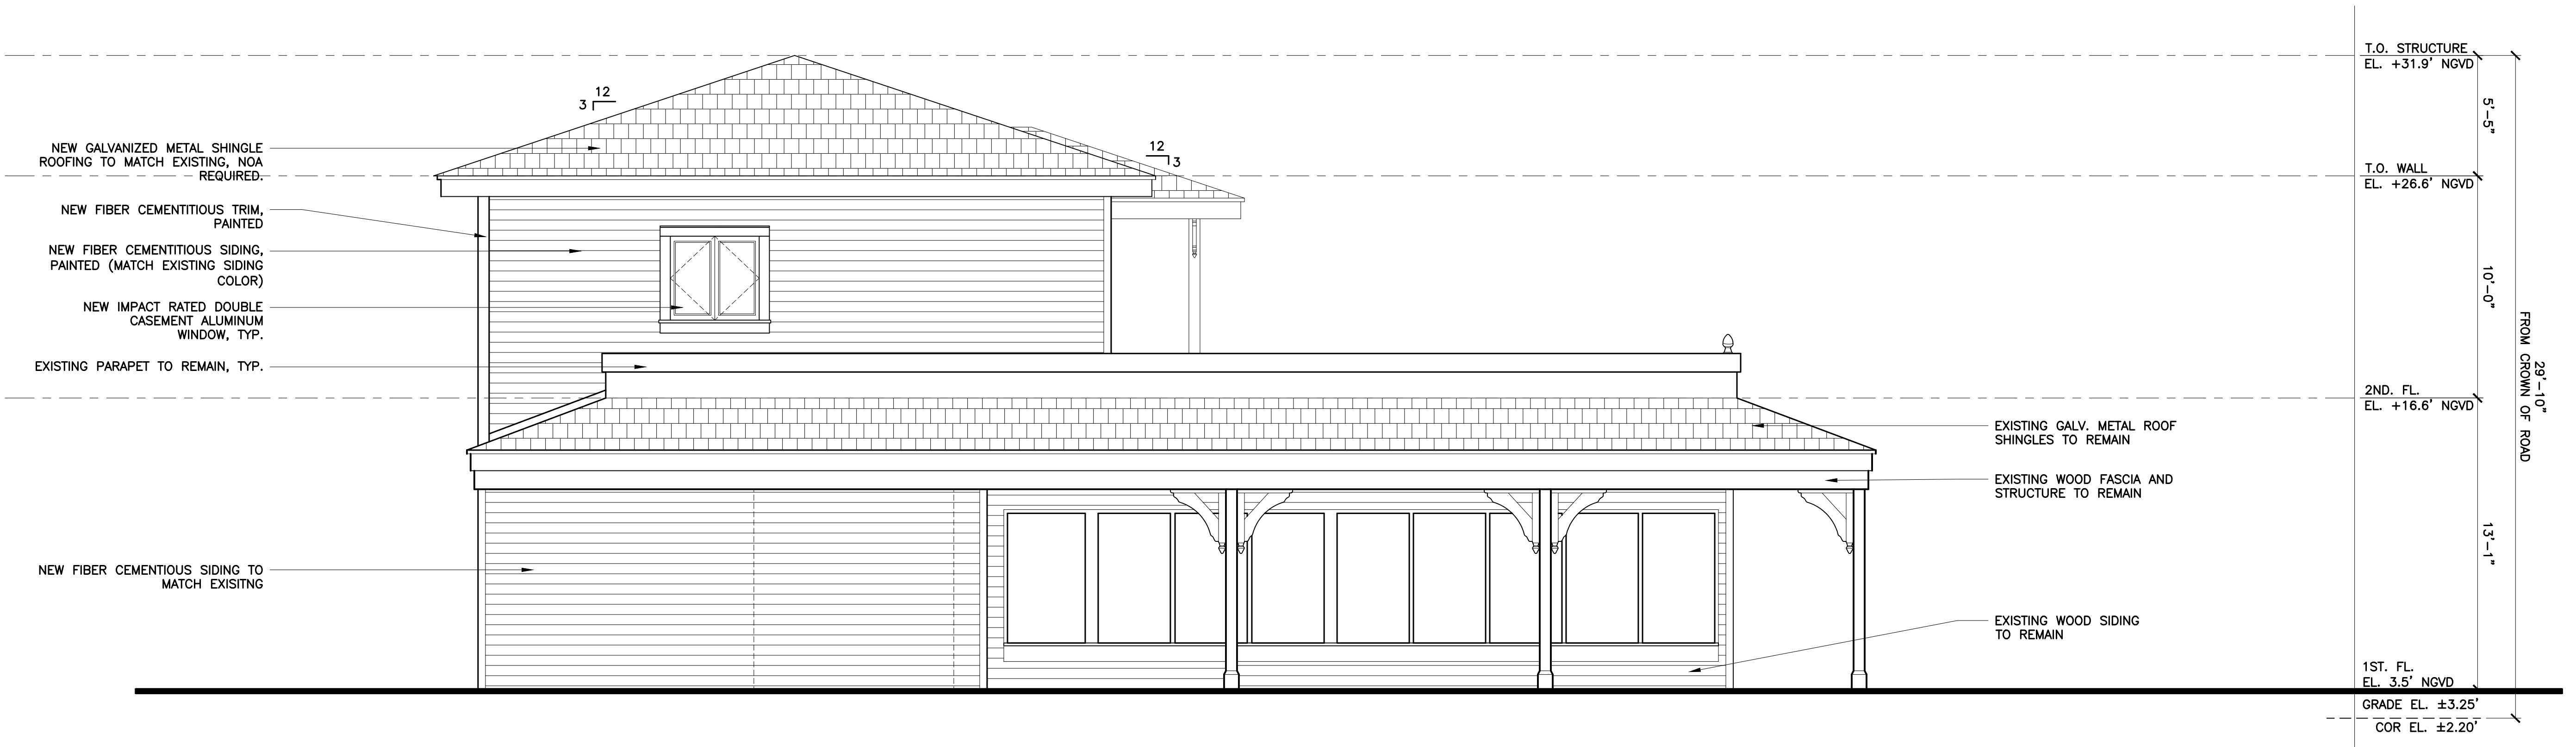 NEW GALVANIZED METAL SHINGLE
ROOFING TO MATCH EXISTING, NOA
REQUIRED.
NEW FIBER CEMENTITIOUS TRIM,
PAINTED
NEW FIBER CEMENTITIOUS SIDING,
PAINTED (MATCH EXISTING SIDING
COLOR)
NEW IMPACT RATED DOUBLE
CASEMENT ALUMINUM
WINDOW, TYP.
EXISTING PARAPET TO REMAIN, TYP.
NEW FIBER CEMENTIOUS SIDING TO
MATCH EXISITNG
12
3
12
3
EXISTING GALV. METAL ROOF
SHINGLES TO REMAIN
EXISTING WOOD FASCIA AND
STRUCTURE TO REMAIN
EXISTING WOOD SIDING
TO REMAIN
T.O. STRUCTURE
EL. +31.9' NGVD
T.O. WALL
EL. +26.6' NGVD
2ND. FL.
EL. +16.6' NGVD
1ST. FL.
EL. 3.5' NGVD
GRADE EL. ±3.25'
COR EL. ±2.20'
5'-5"
10'-0"
13'-1"
29'-10"
FROM CROWN OF ROAD